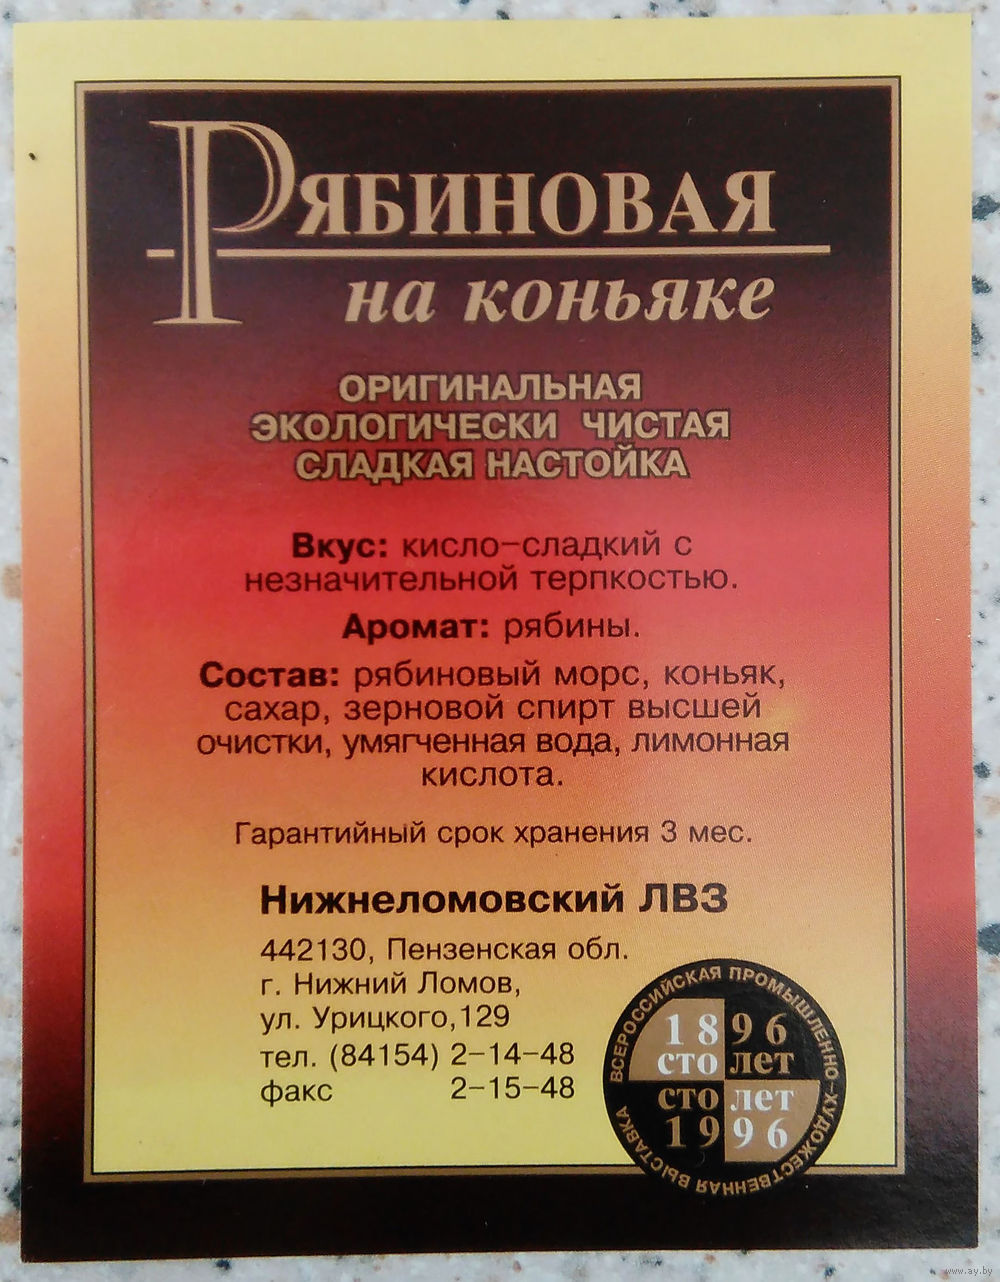 РЯБИНОВАЯ
на коньяке
ОРИГИНАЛЬНАЯ
ЭКОЛОГИЧЕСКИ ЧИСТАЯ
СЛАДКАЯ НАСТОЙКА
Вкус: кисло-сладкий с
незначительной терпкостью.
Аромат: рябины.
Состав: рябиновый морс, коньяк,
сахар, зерновой спирт высшей
очистки, умягченная вода, лимонная
кислота.
Гарантийный срок хранения 3 мес.
Нижнеломовский ЛВЗ
442130, Пензенская обл.
г. Нижний Ломов,
ул. Урицкого,129
тел. (84154) 2-14-48
факс 2-15-48
ВСЕРОССИЙСКАЯ ПРОМЫШЛЕННО-ХУДОЖЕСТВЕННАЯ ВЫСТАВКА
1896
сто лет
сто лет
1996
www.ay.by